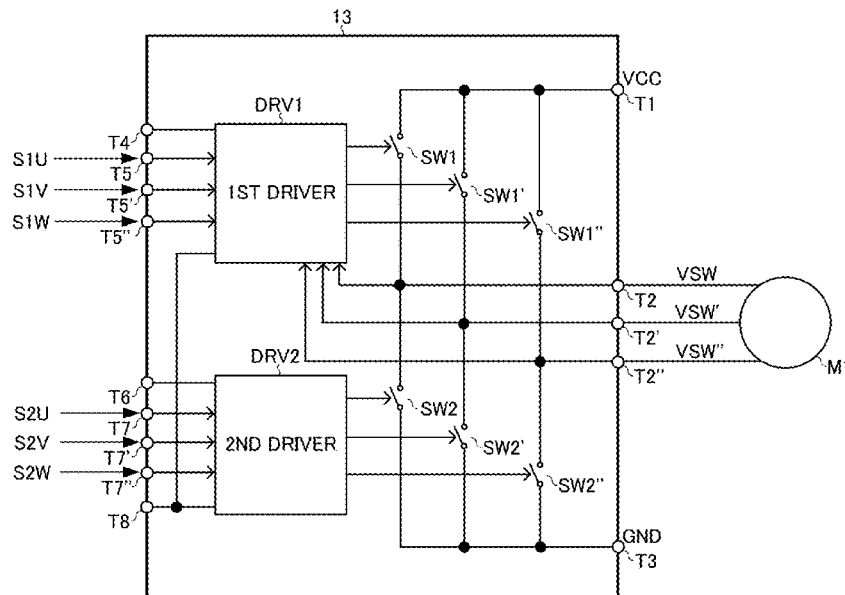 13
VCC
T1
DRV1
T4
S1U
T5
SW1
S1V
T5'
1ST DRIVER
SW1'
S1W
T5"
SW1"
VSW
T2
VSW'
T2'
DRV2
VSW"
T2"
T6
S2U
T7
SW2
S2V
T7'
2ND DRIVER
SW2'
S2W
T7"
SW2"
T8
GND
T3